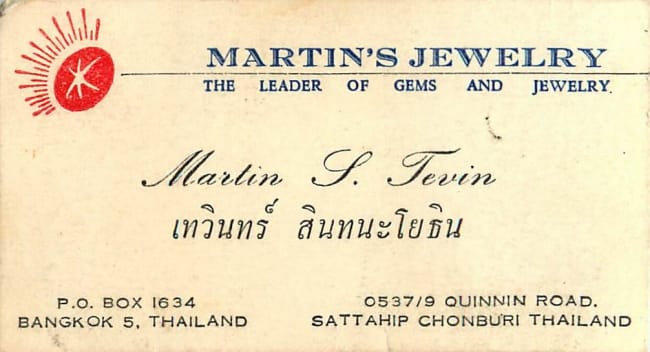 MARTIN'S JEWELRY
THE LEADER OF GEMS AND JEWELRY.
Martin S. Tevin
เทวินทร์ สินทนะโยธิน
P.O. BOX 1634
BANGKOK 5, THAILAND
0537/9 QUINNIN ROAD.
SATTAHIP CHONBURI THAILAND